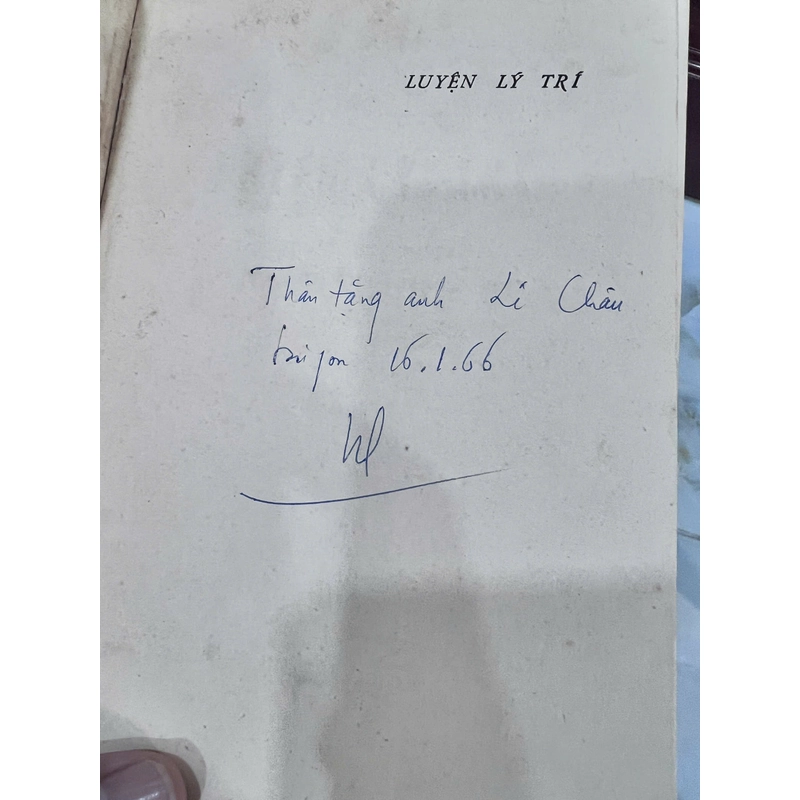 LUYỆN LÝ TRÍ
Thân tặng anh Lê Châu
Saigon 16.1.66